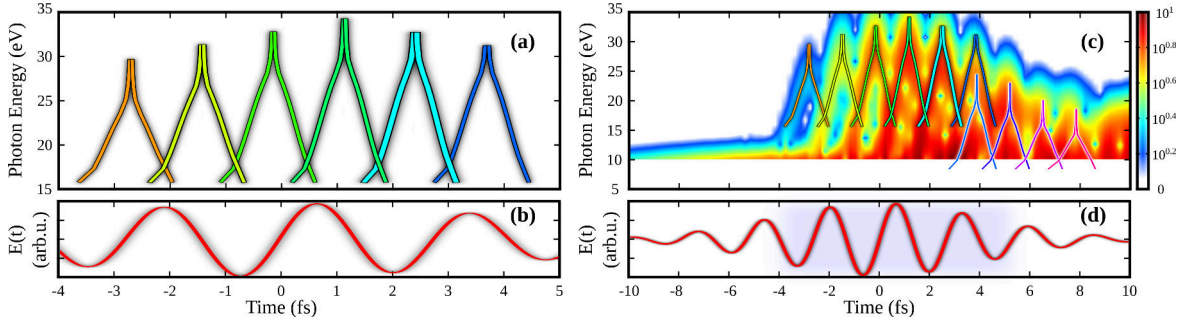 35
30
25
20
15
Photon Energy (eV)
(a)
E(t)
(arb.u.)
(b)
-4 -3 -2 -1 0 1 2 3 4 5
Time (fs)
35
30
25
20
15
10
5
Photon Energy (eV)
(c)
10^1
10^0.8
10^0.6
10^0.4
10^0.2
0
E(t)
(arb.u.)
(d)
-10 -8 -6 -4 -2 0 2 4 6 8 10
Time (fs)